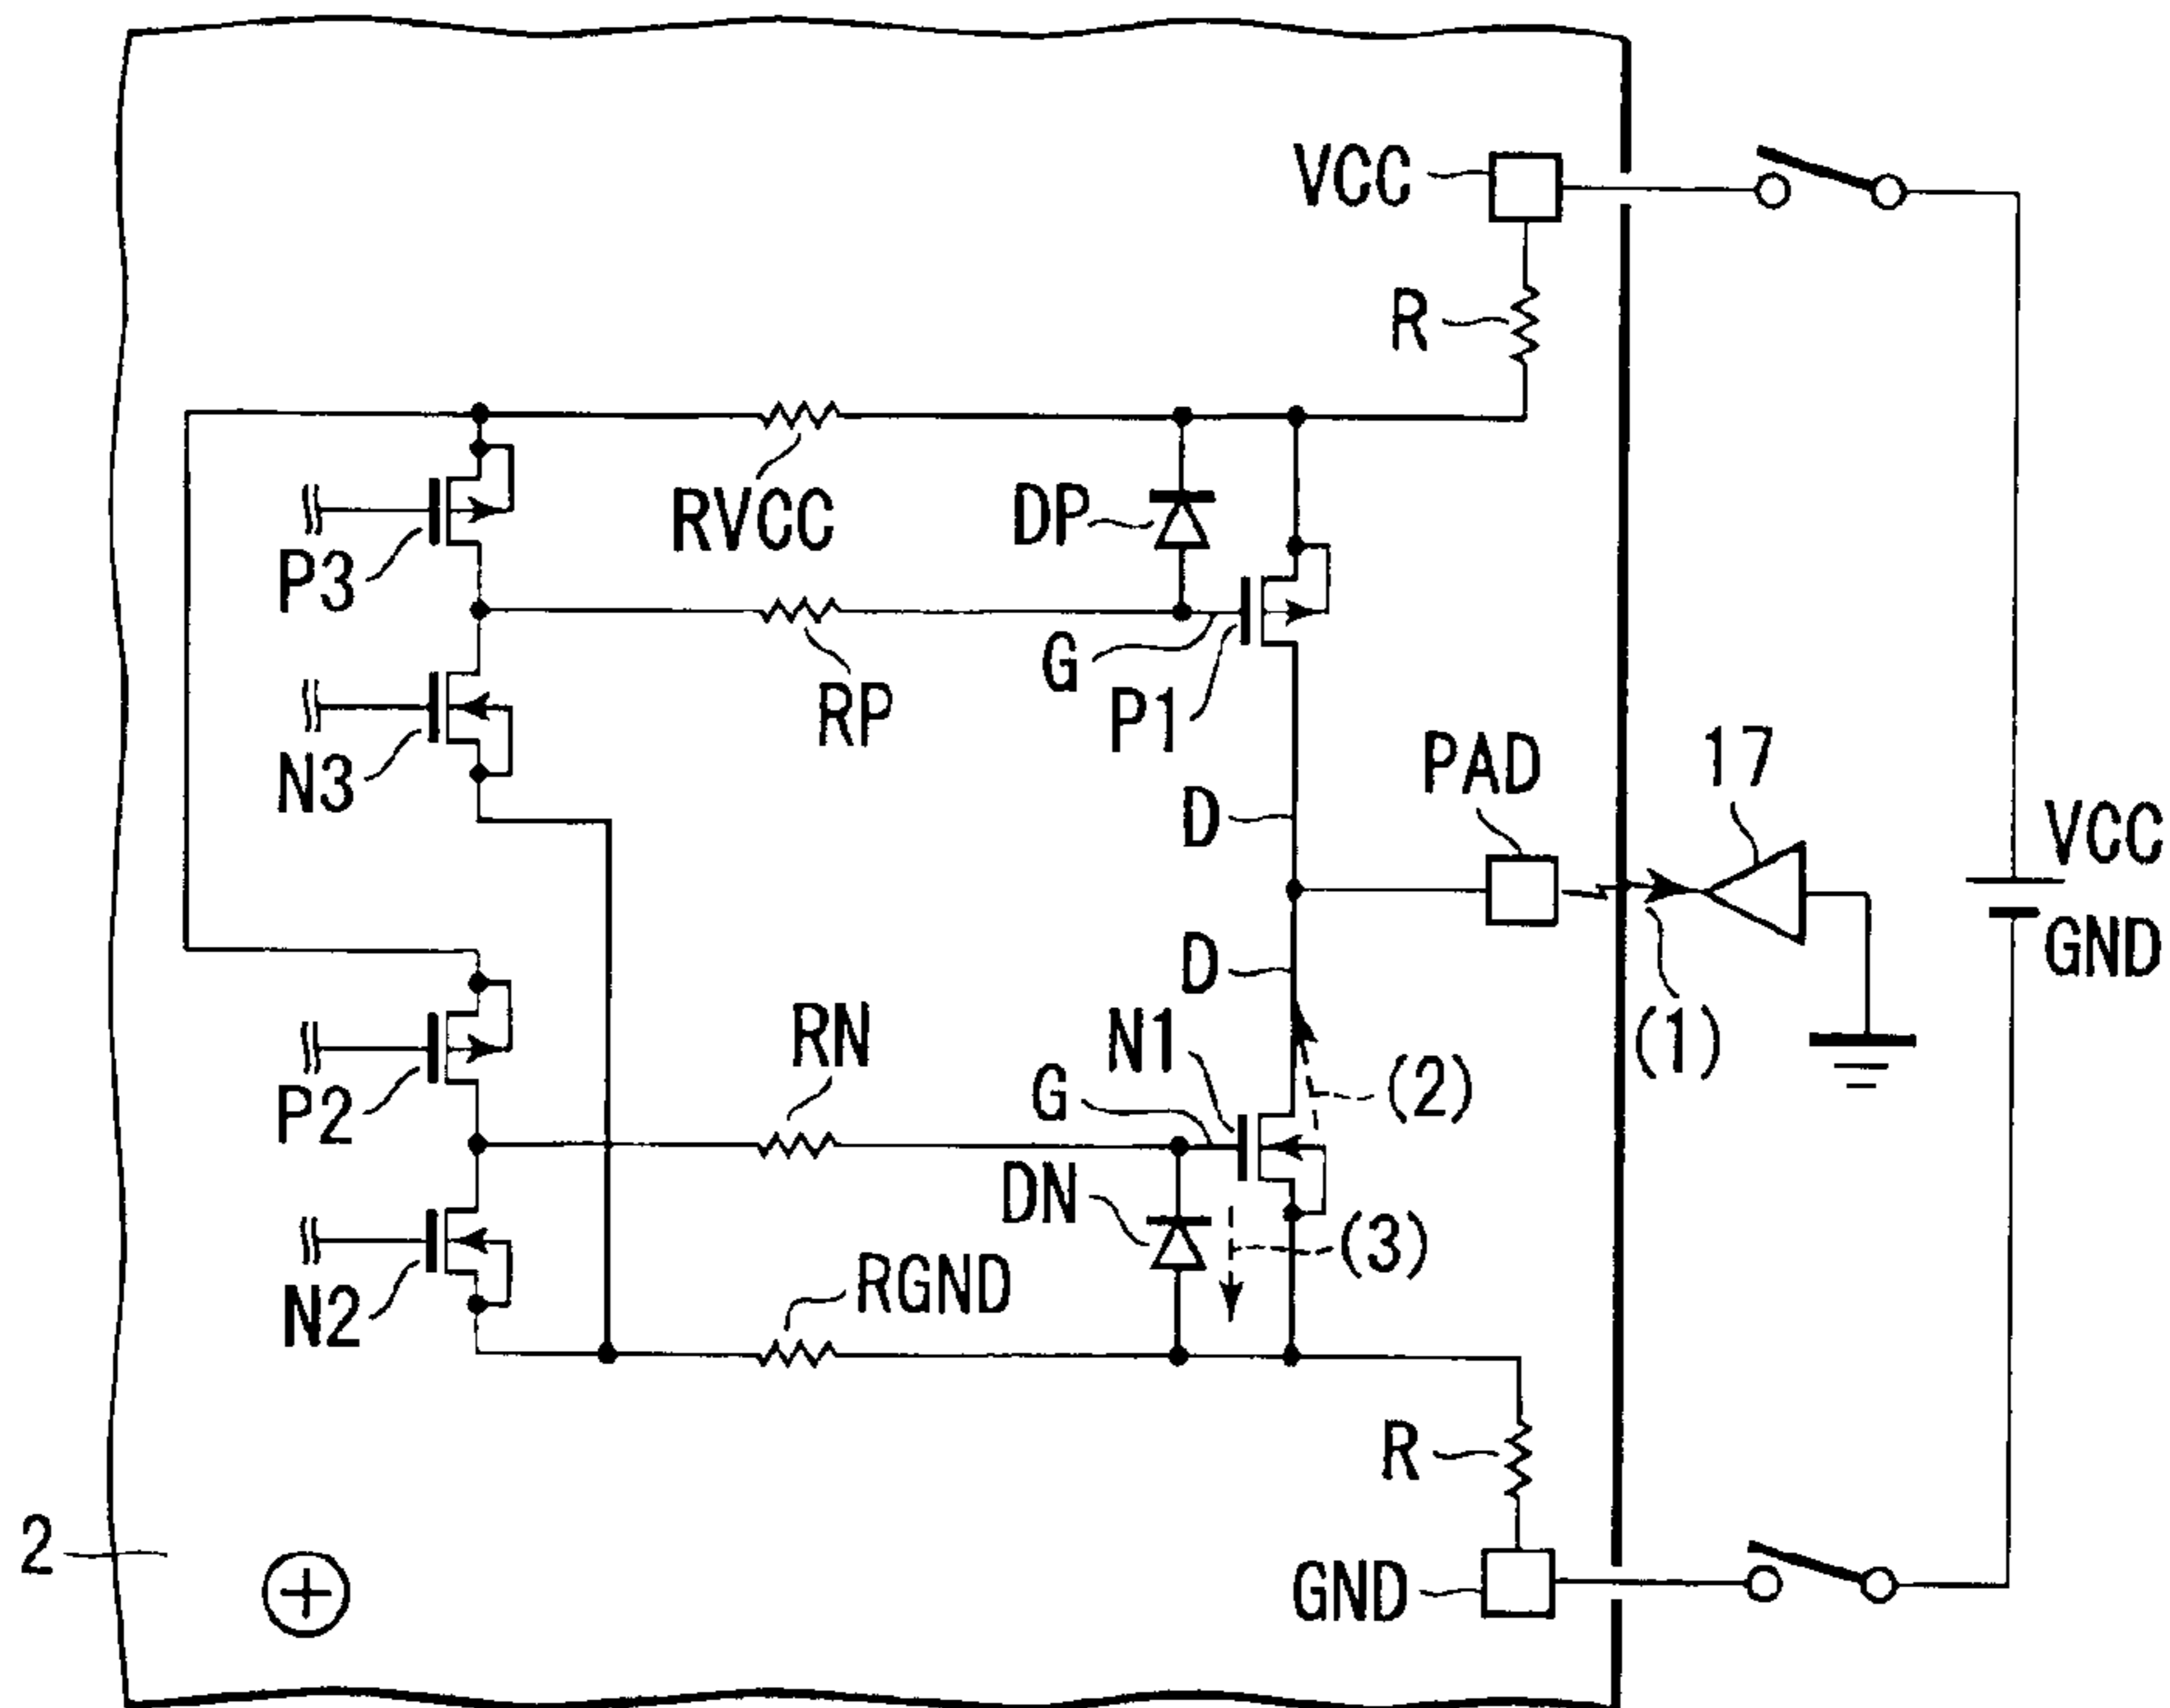 VCC
R
RVCC
DP
P3
G
P1
RP
N3
PAD
17
D
VCC
GND
D
RN
N1
(1)
(2)
P2
G
DN
(3)
RGND
N2
R
2
GND